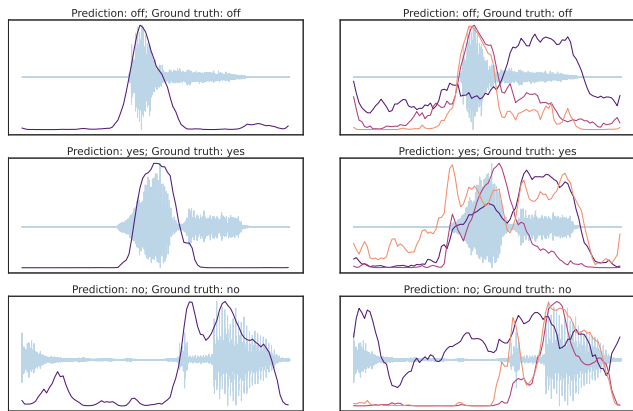 Prediction: off; Ground truth: off
Prediction: off; Ground truth: off
Prediction: yes; Ground truth: yes
Prediction: yes; Ground truth: yes
Prediction: no; Ground truth: no
Prediction: no; Ground truth: no